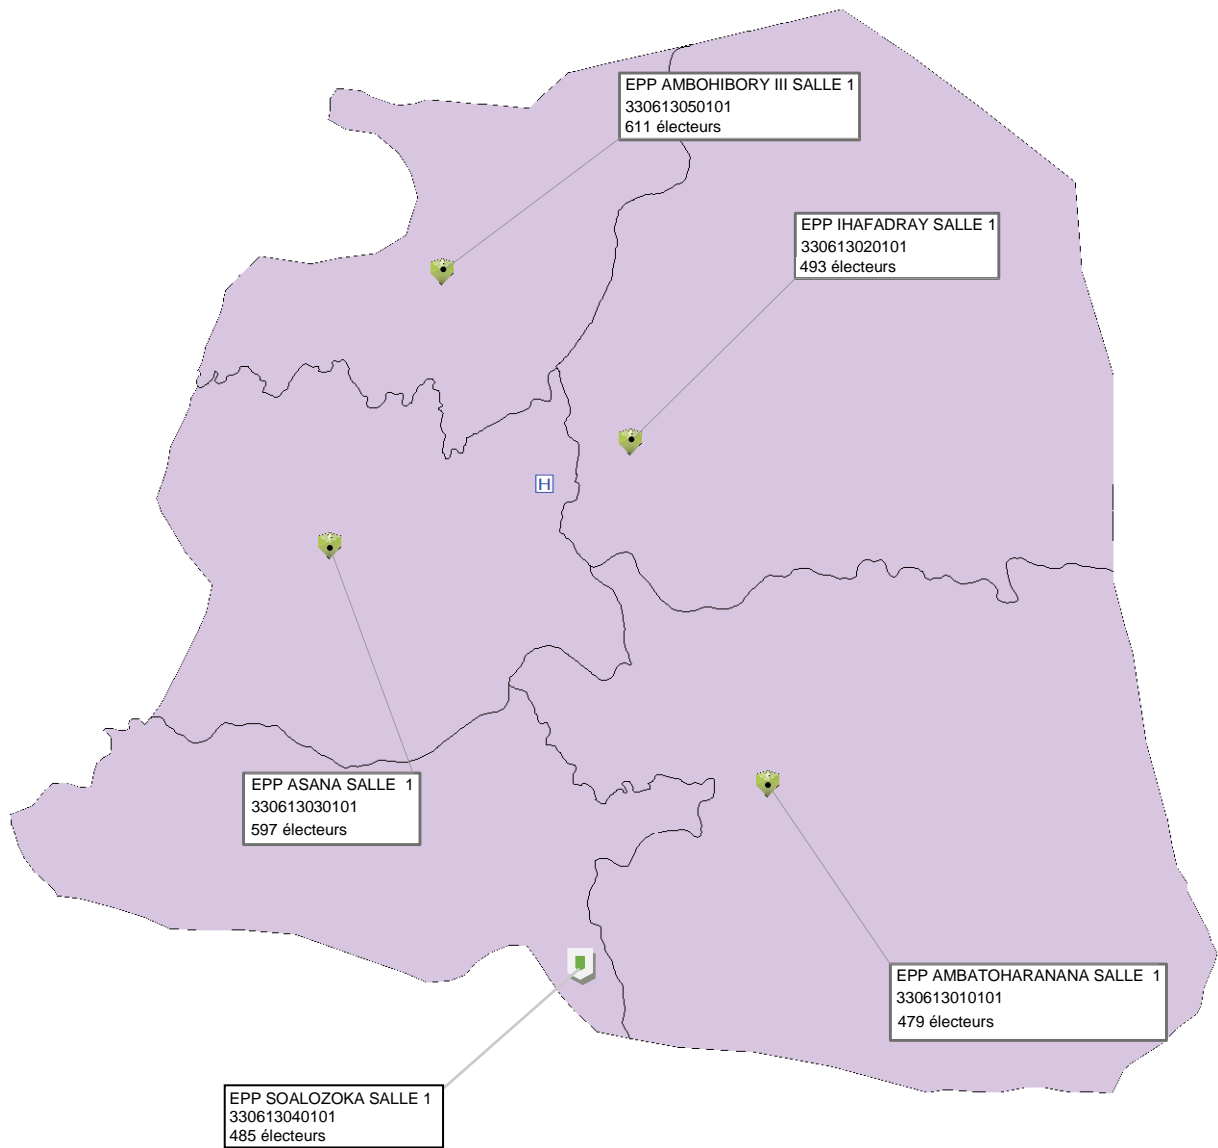 EPP AMBOHIBORY III SALLE 1
330613050101
611 électeurs
EPP IHAFADRAY SALLE 1
330613020101
493 électeurs
H
EPP ASANA SALLE 1
330613030101
597 électeurs
EPP AMBATOHARANANA SALLE 1
330613010101
479 électeurs
EPP SOALOZOKA SALLE 1
330613040101
485 électeurs